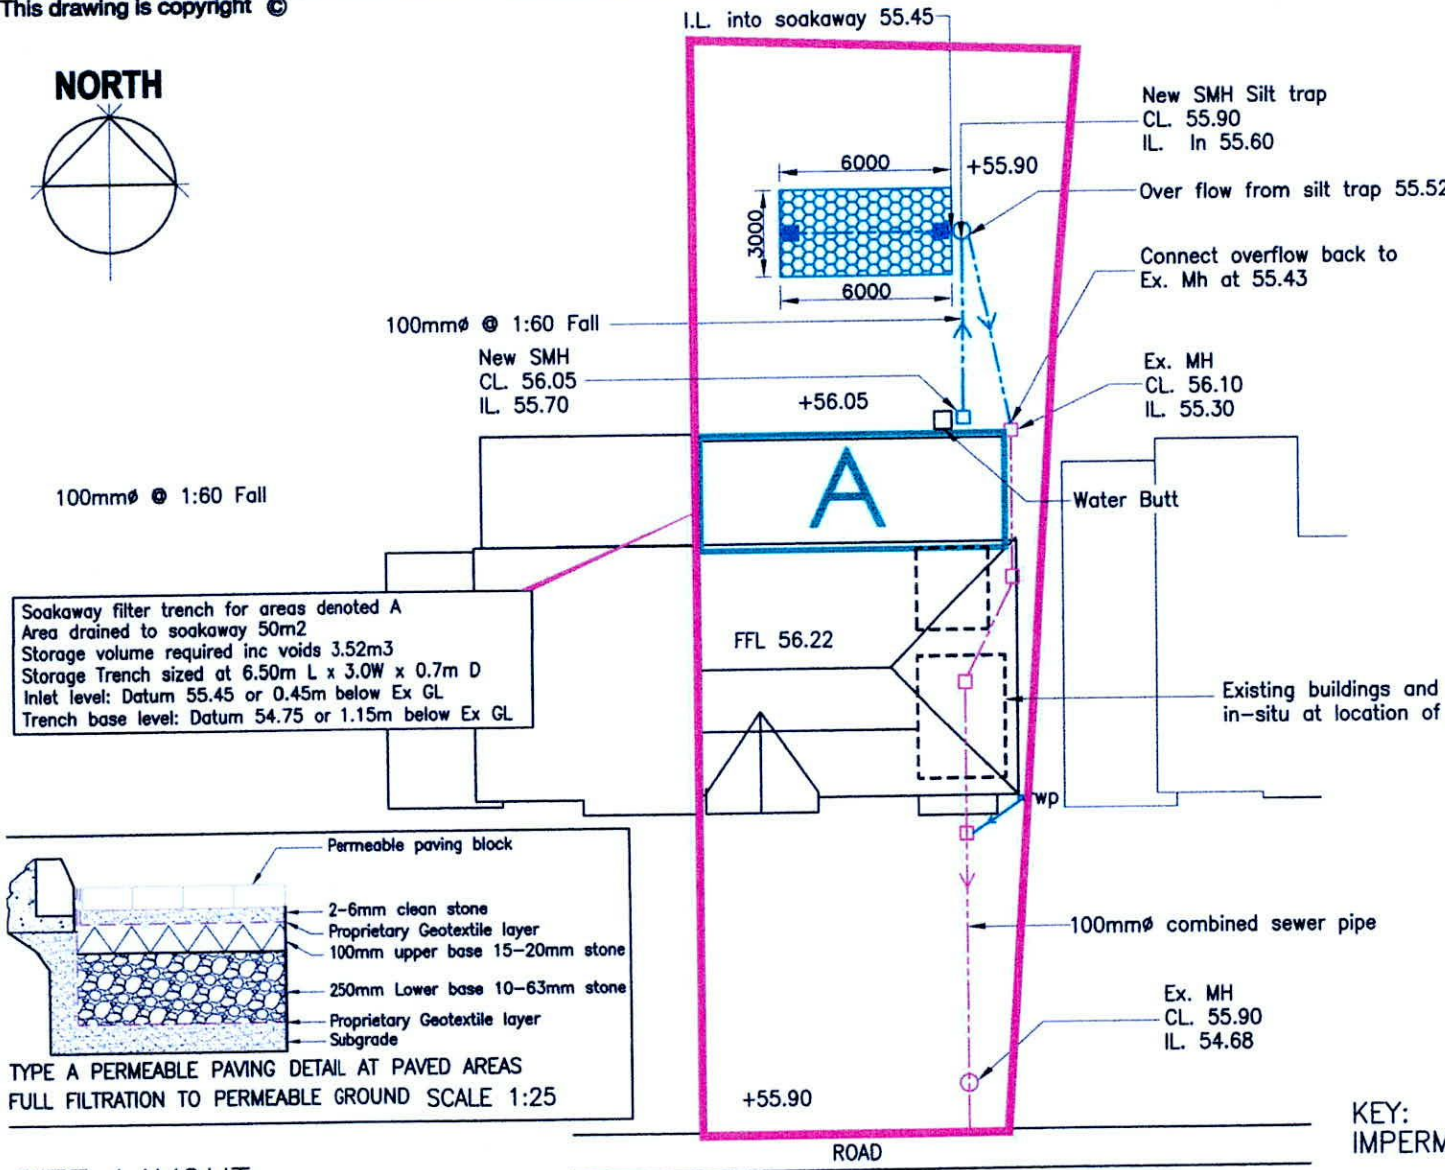 This drawing is copyright ©
I.L. into soakaway 55.45
NORTH
New SMH Silt trap
CL. 55.90
IL. In 55.60
6000
+55.90
Over flow from silt trap 55.52
3000
Connect overflow back to
Ex. Mh at 55.43
6000
100mmø @ 1:60 Fall
New SMH
CL. 56.05
IL. 55.70
Ex. MH
CL. 56.10
IL. 55.30
+56.05
A
100mmø @ 1:60 Fall
Water Butt
Soakaway filter trench for areas denoted A
Area drained to soakaway 50m2
Storage volume required inc voids 3.52m3
Storage Trench sized at 6.50m L x 3.0W x 0.7m D
Inlet level: Datum 55.45 or 0.45m below Ex GL
Trench base level: Datum 54.75 or 1.15m below Ex GL
FFL 56.22
Existing buildings and
in-situ at location of
wp
Permeable paving block
2-6mm clean stone
Proprietary Geotextile layer
100mm upper base 15-20mm stone
250mm Lower base 10-63mm stone
Proprietary Geotextile layer
Subgrade
TYPE A PERMEABLE PAVING DETAIL AT PAVED AREAS
FULL FILTRATION TO PERMEABLE GROUND SCALE 1:25
100mmø combined sewer pipe
Ex. MH
CL. 55.90
IL. 54.68
+55.90
ROAD
KEY:
IMPERM